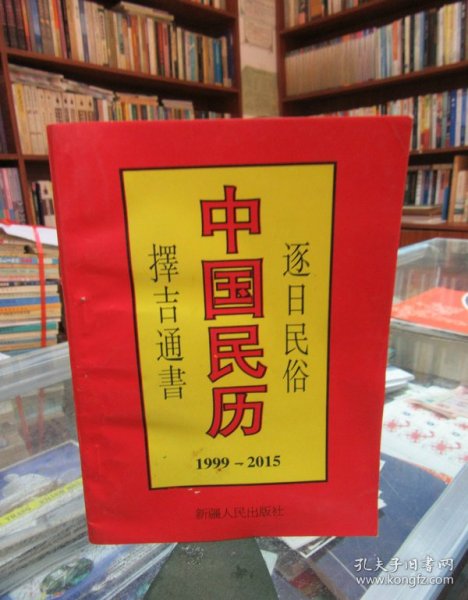 中国民历
逐日民俗
擇吉通書
1999-2015
新疆人民出版社
孔夫子旧书网
www.kongfz.com